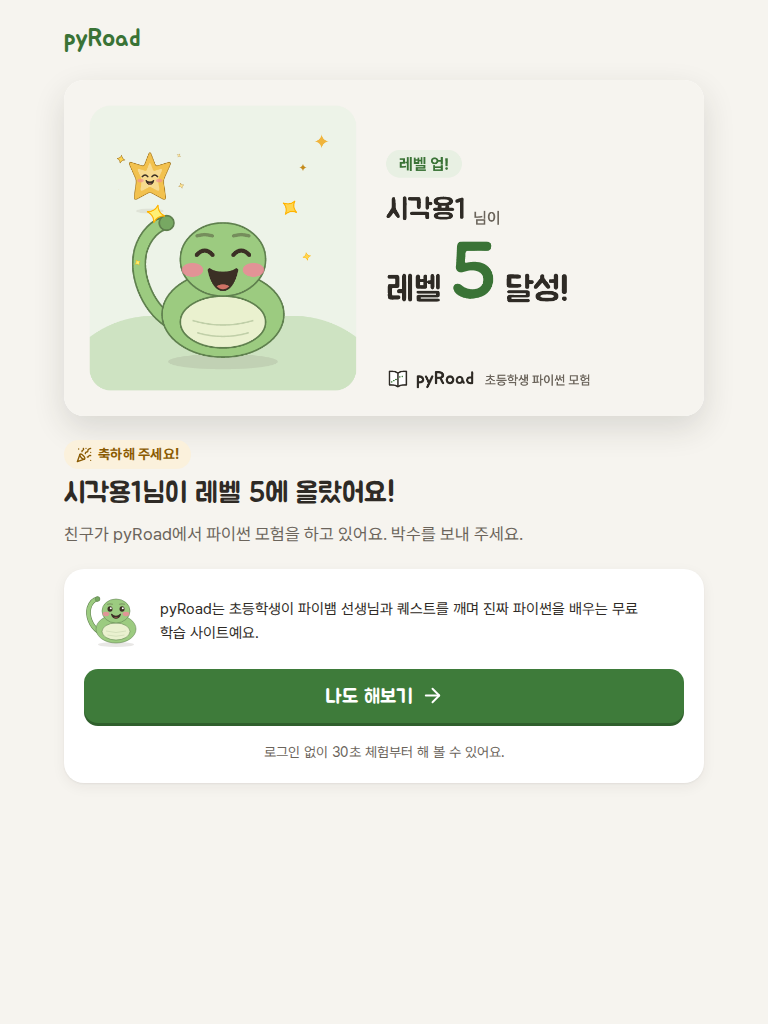 pyRoad
레벨 업!
시각용1 님이
레벨 5 달성!
pyRoad 초등학생 파이썬 모험
축하해 주세요!
시각용1님이 레벨 5에 올랐어요!
친구가 pyRoad에서 파이썬 모험을 하고 있어요. 박수를 보내 주세요.
pyRoad는 초등학생이 파이뱀 선생님과 퀘스트를 깨며 진짜 파이썬을 배우는 무료
학습 사이트예요.
나도 해보기 →
로그인 없이 30초 체험부터 해 볼 수 있어요.